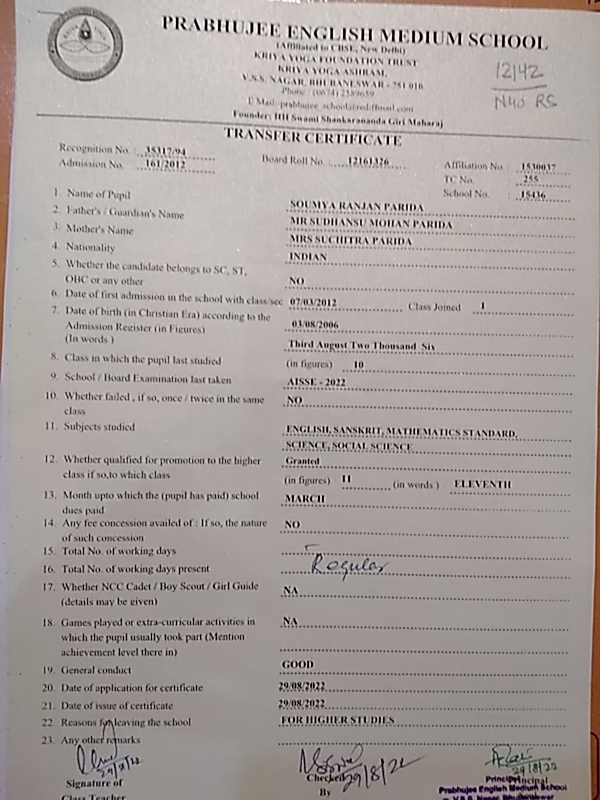 PRABHUJEE ENGLISH MEDIUM SCHOOL
(Affiliated to CBSE, New Delhi)
KRIYA YOGA FOUNDATION TRUST
KRIYA YOGA ASHRAM,
V.S.S. NAGAR, BHUBANESWAR - 751 010
Phone : (0674) 2589659
E Mail : prabhujee_school@rediffmail.com
Founder: HH Swami Shankarananda Giri Maharaj
12142
TRANSFER CERTIFICATE
Recognition No. 35317/94
Admission No. 161/2012
Board Roll No. 12161326
Affiliation No. 1530037
TC No. 255
School No. 15436
1. Name of Pupil SOUMYA RANJAN PARIDA
2. Father's / Guardian's Name MR SUDHANSU MOHAN PARIDA
3. Mother's Name MRS SUCHITRA PARIDA
4. Nationality INDIAN
5. Whether the candidate belongs to SC, ST,
OBC or any other NO
6. Date of first admission in the school with class/sec 07/03/2012 Class Joined 1
7. Date of birth (in Christian Era) according to the
Admission Register (in Figures) 03/08/2006
(In words ) Third August Two Thousand Six
8. Class in which the pupil last studied (in figures) 10
9. School / Board Examination last taken AISSE - 2022
10. Whether failed , if so, once / twice in the same NO
class
11. Subjects studied ENGLISH, SANSKRIT, MATHEMATICS STANDARD,
SCIENCE, SOCIAL SCIENCE
12. Whether qualified for promotion to the higher Granted
class if so,to which class (in figures) 11 (in words ) ELEVENTH
13. Month upto which the (pupil has paid) school MARCH
dues paid
14. Any fee concession availed of : If so, the nature NO
of such concession
15. Total No. of working days
16. Total No. of working days present Regular
17. Whether NCC Cadet / Boy Scout / Girl Guide NA
(details may be given)
18. Games played or extra-curricular activities in NA
which the pupil usually took part (Mention
achievement level there in)
19. General conduct GOOD
20. Date of application for certificate 29/08/2022
21. Date of issue of certificate 29/08/2022
22. Reasons for leaving the school FOR HIGHER STUDIES
23. Any other remarks
29/8/22 29/8/22 29/8/22
Signature of Checked Principal
Class Teacher By Prabhujee English Medium School
V.S.S. Nagar, Bhubaneswar